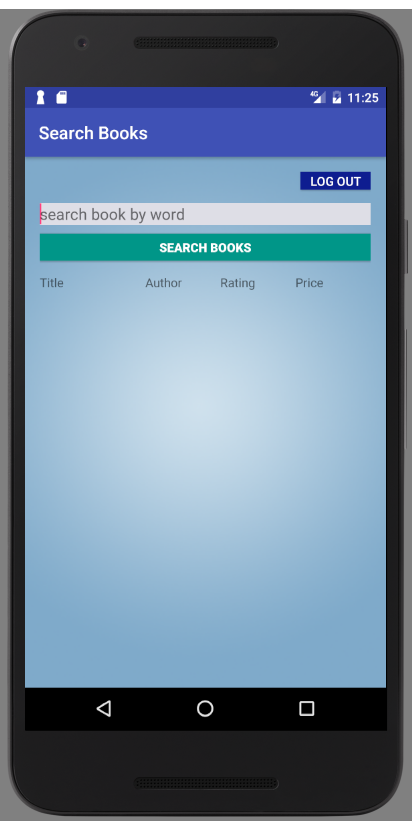 4G 11:25
Search Books
LOG OUT
search book by word
SEARCH BOOKS
Title Author Rating Price